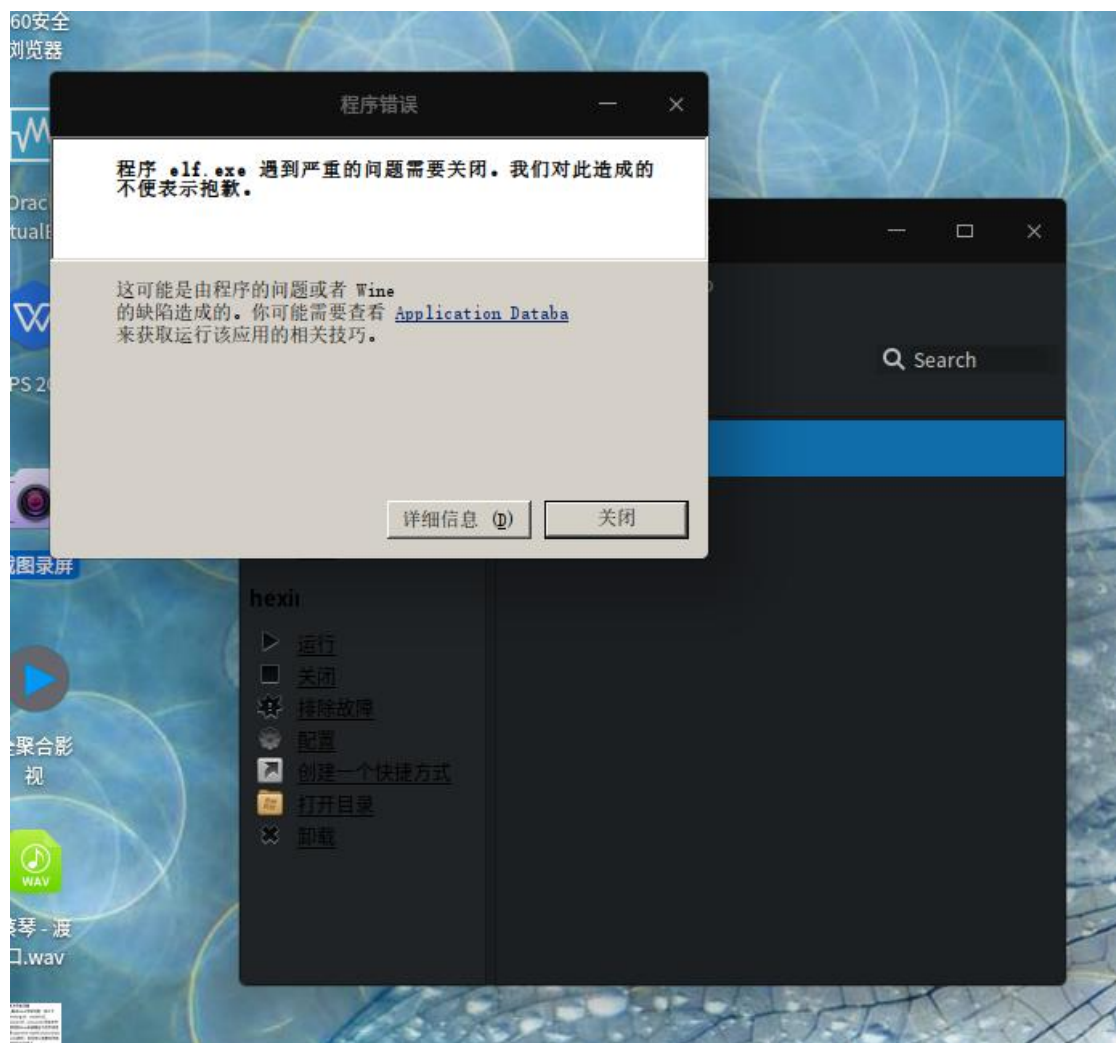 60安全
浏览器
程序错误
程序 elf.exe 遇到严重的问题需要关闭。我们对此造成的
不便表示抱歉。
这可能是由程序的问题或者 Wine
的缺陷造成的。你可能需要查看 Application Databa
来获取运行该应用的相关技巧。
详细信息 (D)
关闭
Search
hexi
运行
关闭
排除故障
配置
创建一个快捷方式
打开目录
卸载
Orac
tualB
PS 20
图录屏
聚合影
视
WAV
琴 - 渡
口.wav